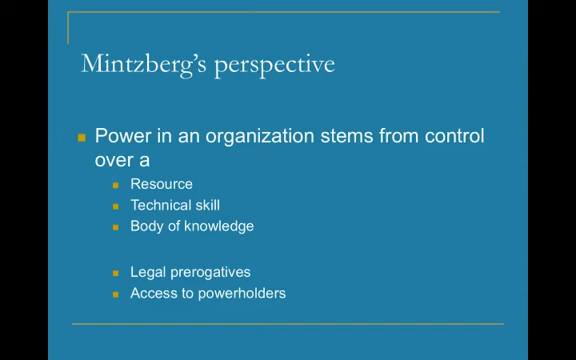 Mintzberg's perspective
Power in an organization stems from control
over a
Resource
Technical skill
Body of knowledge
Legal prerogatives
Access to powerholders